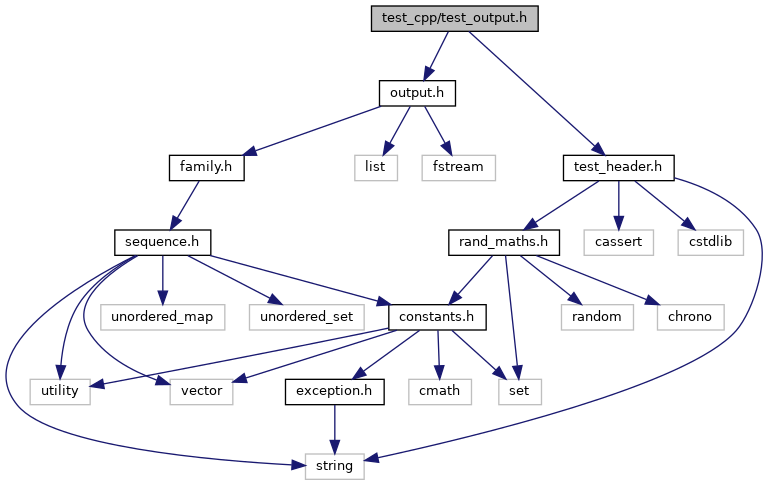 test_cpp/test_output.h
output.h
family.h
list
fstream
test_header.h
sequence.h
rand_maths.h
cassert
cstdlib
unordered_map
unordered_set
constants.h
random
chrono
utility
vector
exception.h
cmath
set
string